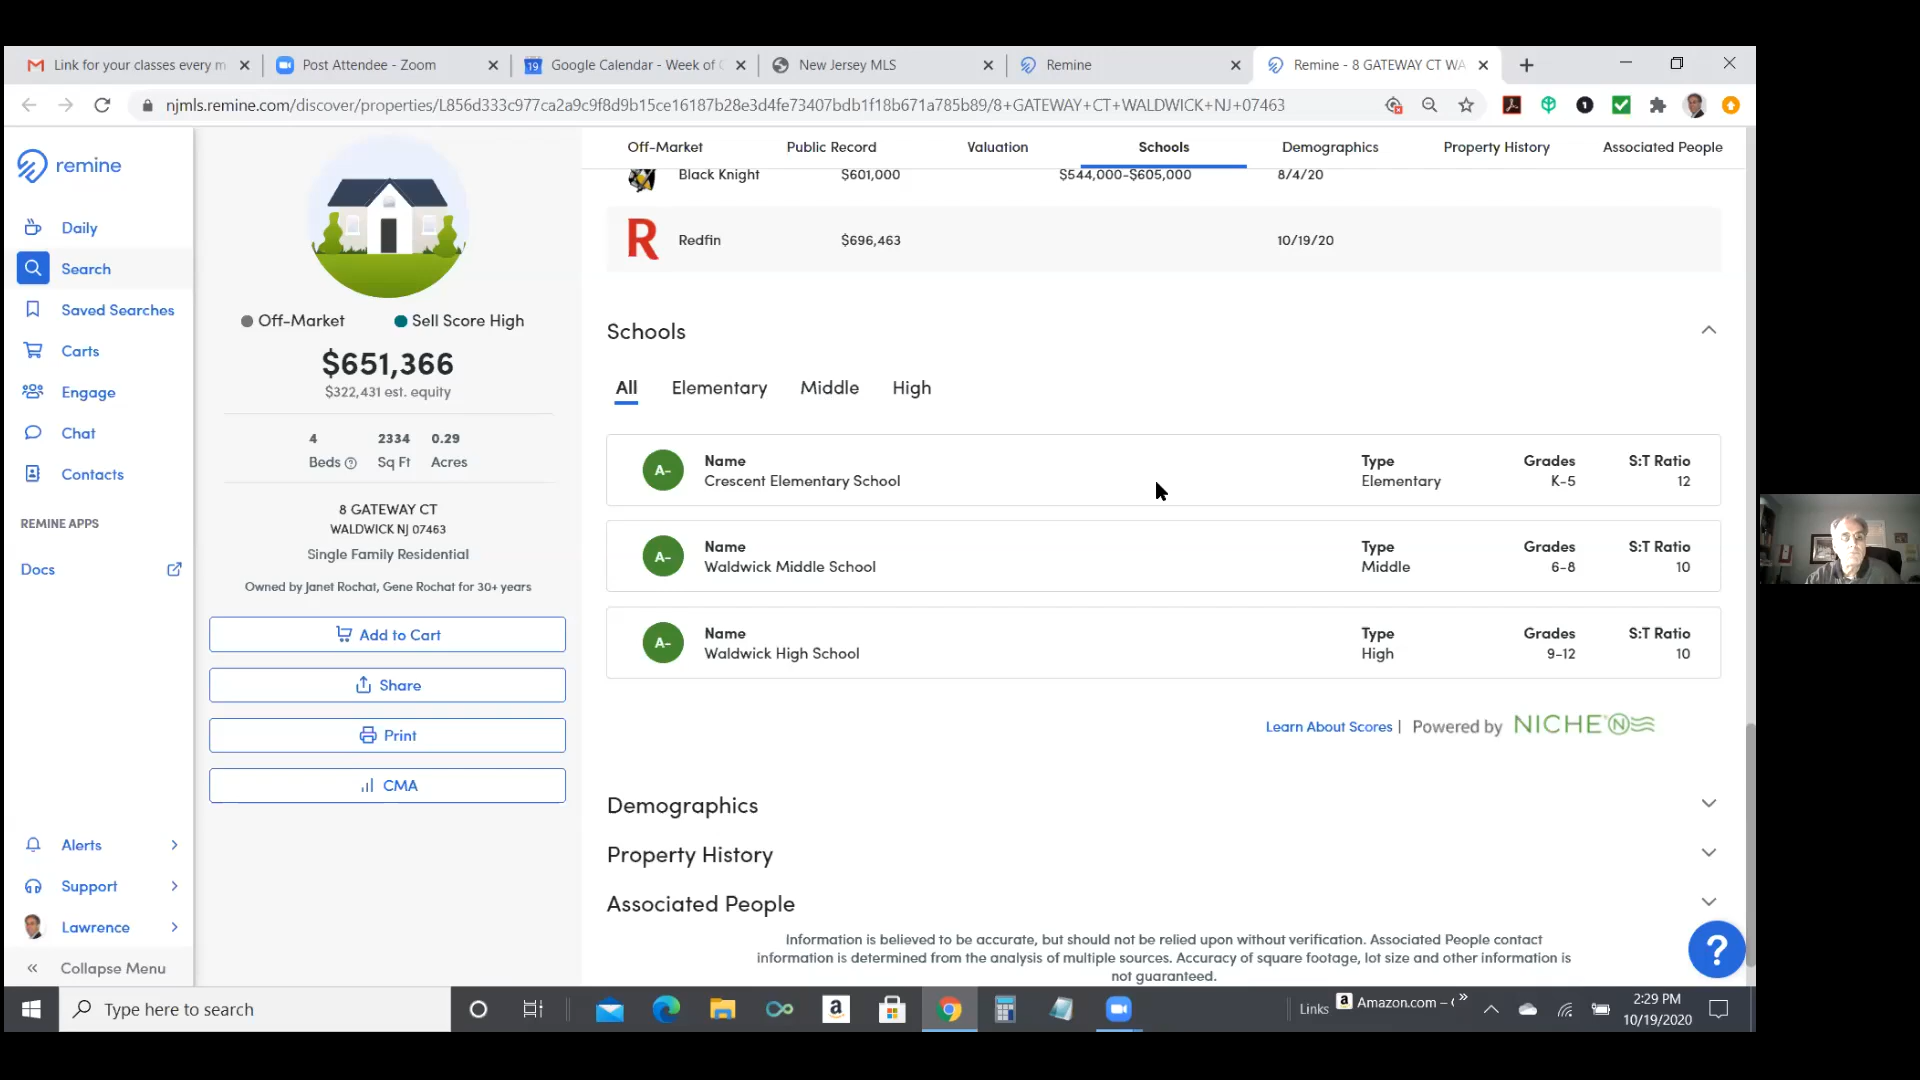 Link for your classes every m
Post Attendee - Zoom
19
Google Calendar - Week of
New Jersey MLS
Remine
Remine - 8 GATEWAY CT WA
njmls.remine.com/discover/properties/L856d333c977ca2a9c9f8d9b15ce16187b28e3d4fe73407bdb1f18b671a785b89/8+GATEWAY+CT+WALDWICK+NJ+07463
remine
Daily
Search
Saved Searches
Carts
Engage
Chat
Contacts
REMINE APPS
Docs
Alerts
Support
Lawrence
Collapse Menu
Off-Market
Sell Score High
$651,366
$322,431 est. equity
4 2334 0.29
Beds Sq Ft Acres
8 GATEWAY CT
WALDWICK NJ 07463
Single Family Residential
Owned by Janet Rochat, Gene Rochat for 30+ years
Add to Cart
Share
Print
CMA
Off-Market Public Record Valuation Schools Demographics Property History Associated People
Black Knight $601,000 $544,000-$605,000 8/4/20
R Redfin $696,463 10/19/20
Schools
All Elementary Middle High
A-
Name Type Grades S:T Ratio
Crescent Elementary School Elementary K-5 12
A-
Name Type Grades S:T Ratio
Waldwick Middle School Middle 6-8 10
A-
Name Type Grades S:T Ratio
Waldwick High School High 9-12 10
Learn About Scores | Powered by NICHE N
Demographics
Property History
Associated People
Information is believed to be accurate, but should not be relied upon without verification. Associated People contact
information is determined from the analysis of multiple sources. Accuracy of square footage, lot size and other information is
not guaranteed.
?
Type here to search
a
Links
a Amazon.com – »
2:29 PM
10/19/2020